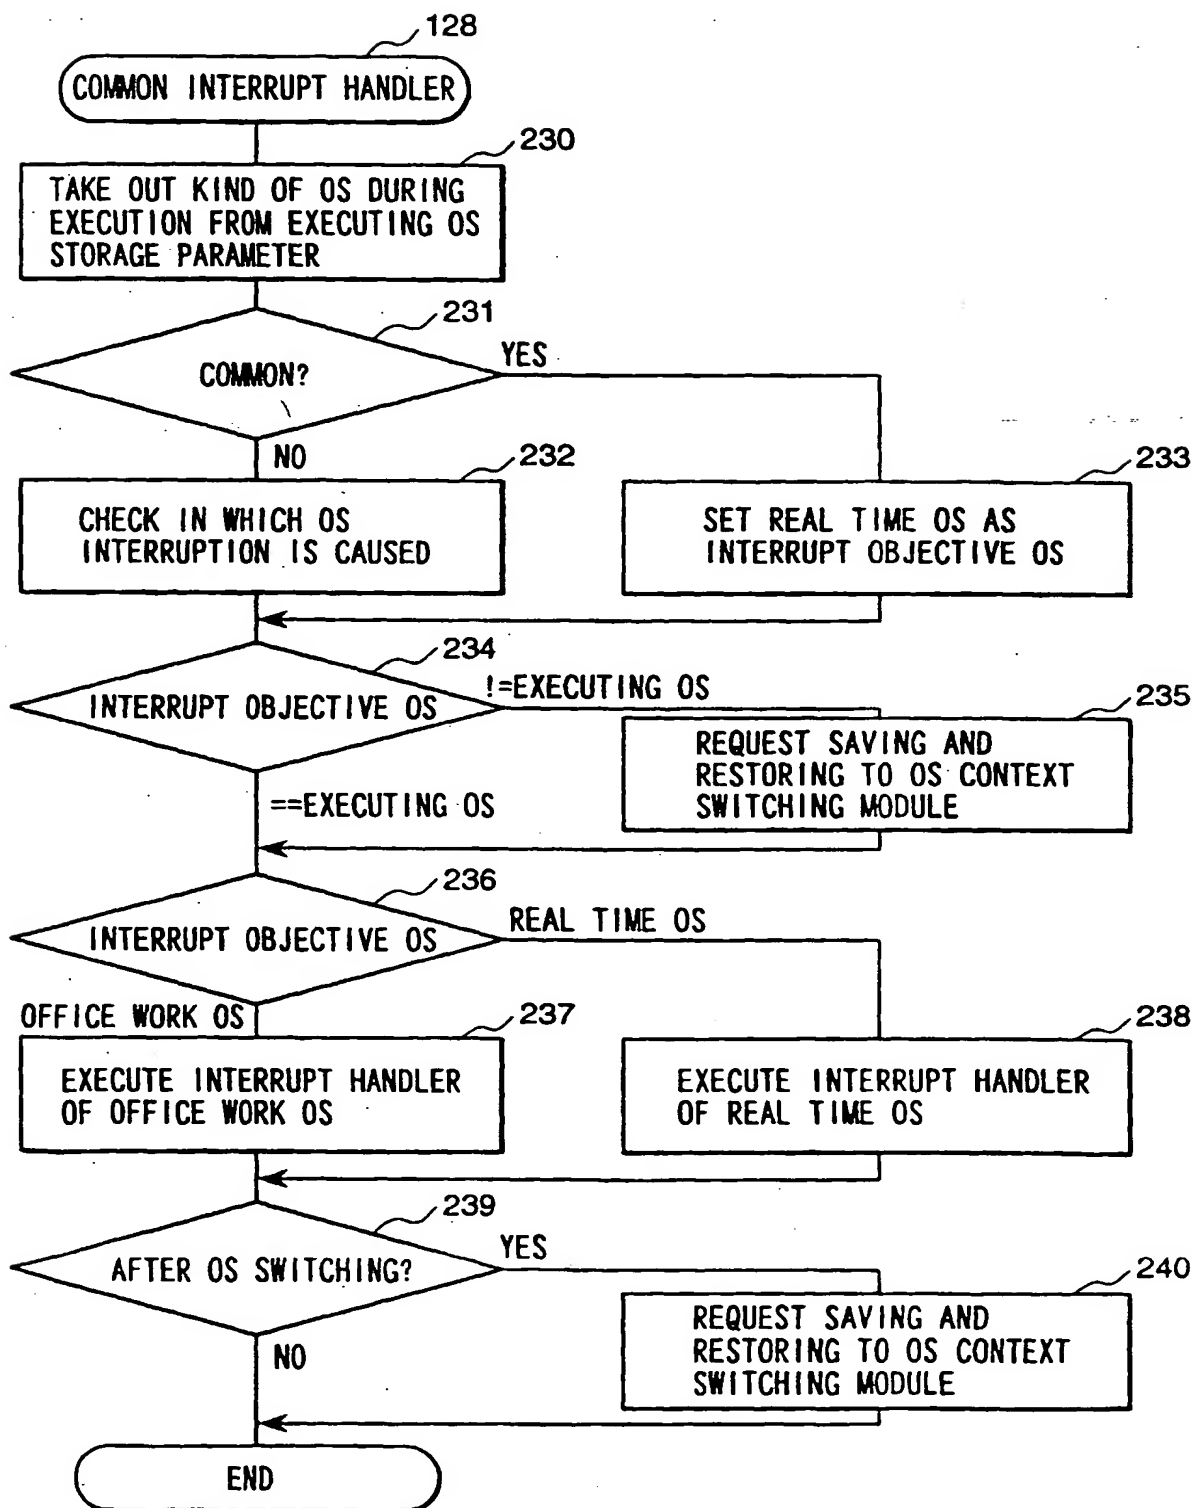 128
COMMON INTERRUPT HANDLER
230
TAKE OUT KIND OF OS DURING
EXECUTION FROM EXECUTING OS
STORAGE PARAMETER
231
COMMON?
YES
NO
232
CHECK IN WHICH OS
INTERRUPTION IS CAUSED
233
SET REAL TIME OS AS
INTERRUPT OBJECTIVE OS
234
INTERRUPT OBJECTIVE OS
!=EXECUTING OS
235
REQUEST SAVING AND
RESTORING TO OS CONTEXT
SWITCHING MODULE
==EXECUTING OS
236
INTERRUPT OBJECTIVE OS
REAL TIME OS
OFFICE WORK OS
237
EXECUTE INTERRUPT HANDLER
OF OFFICE WORK OS
238
EXECUTE INTERRUPT HANDLER
OF REAL TIME OS
239
AFTER OS SWITCHING?
YES
240
REQUEST SAVING AND
RESTORING TO OS CONTEXT
SWITCHING MODULE
NO
END